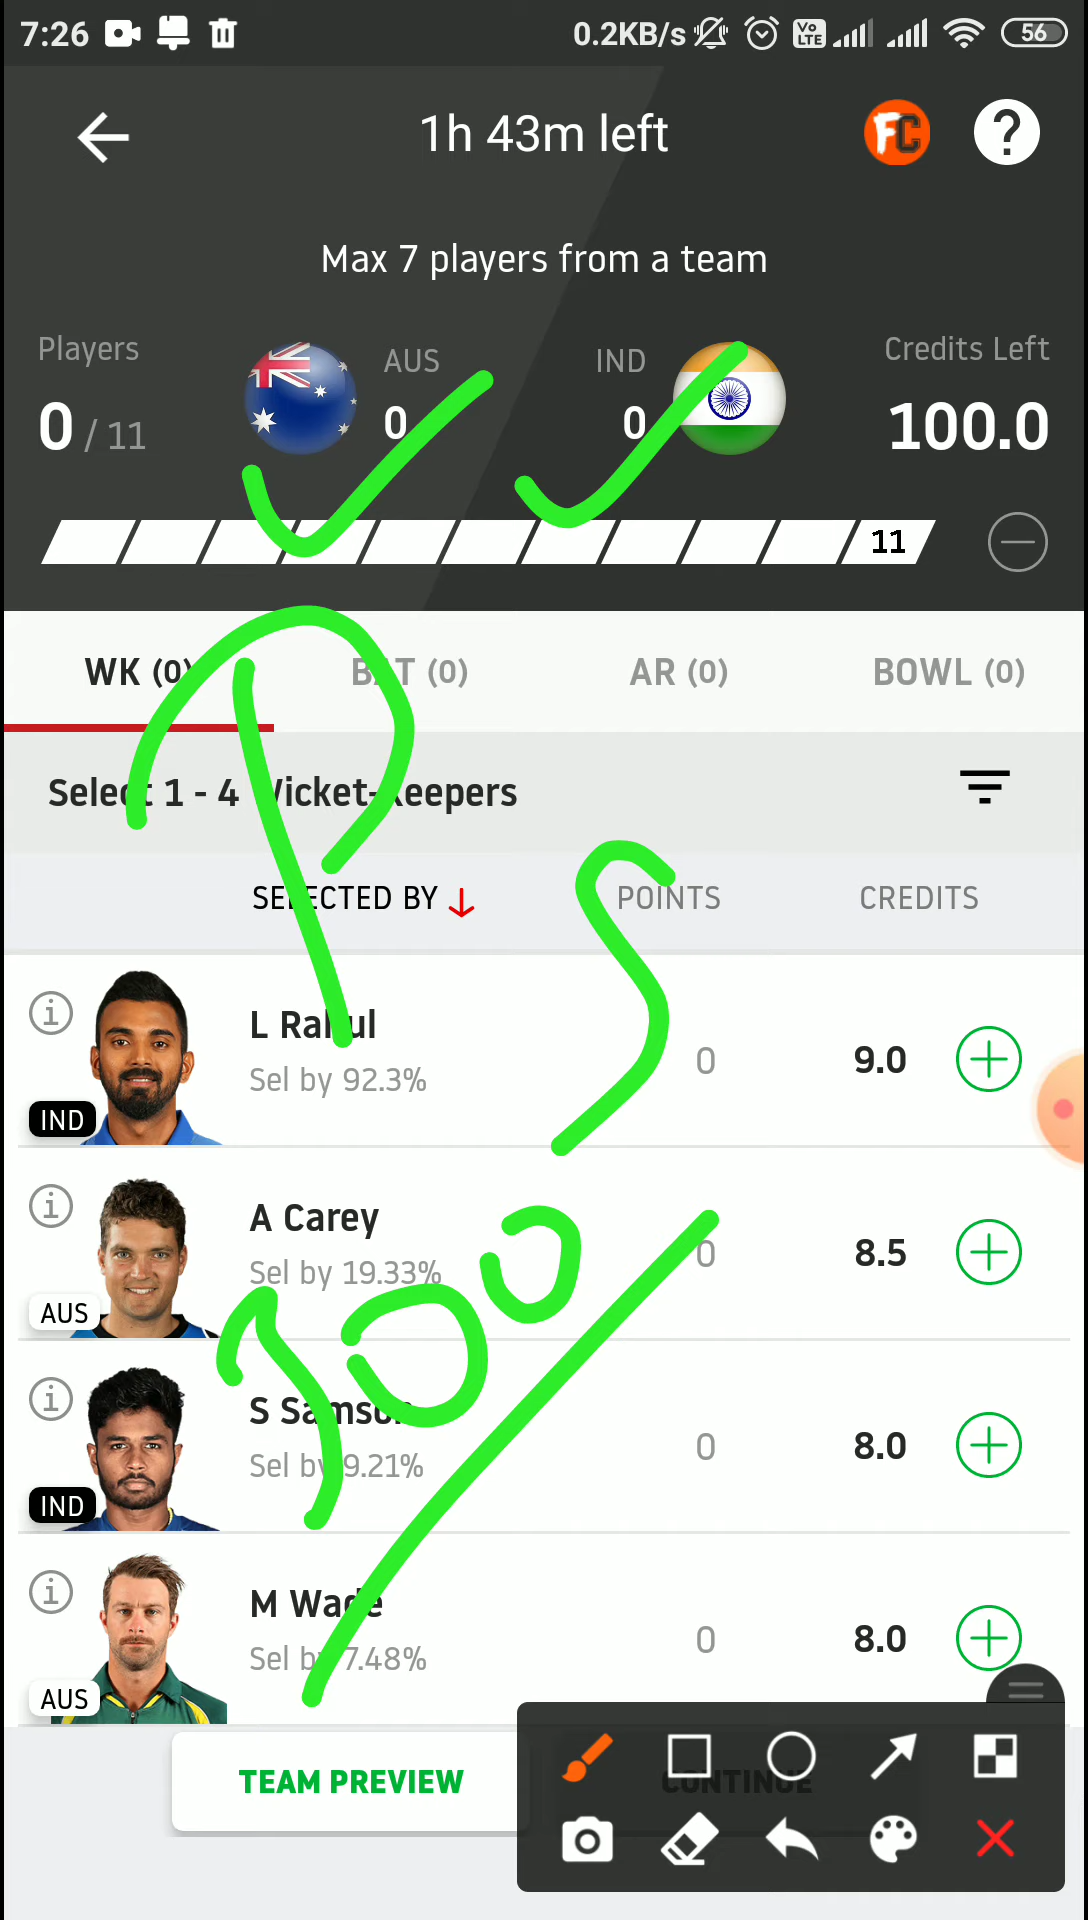 7:26 0.2KB/s Vo LTE 56
1h 43m left FC ?
Max 7 players from a team
Players AUS IND Credits Left
0 / 11 0 0 100.0
11
WK (0) BAT (0) AR (0) BOWL (0)
Select 1 - 4 Wicket-Keepers
SELECTED BY POINTS CREDITS
L Rahul
Sel by 92.3% 0 9.0
IND
A Carey
Sel by 19.33% 0 8.5
AUS
S Samson
Sel by 9.21% 0 8.0
IND
M Wade
Sel by 7.48% 0 8.0
AUS
TEAM PREVIEW CONTINUE